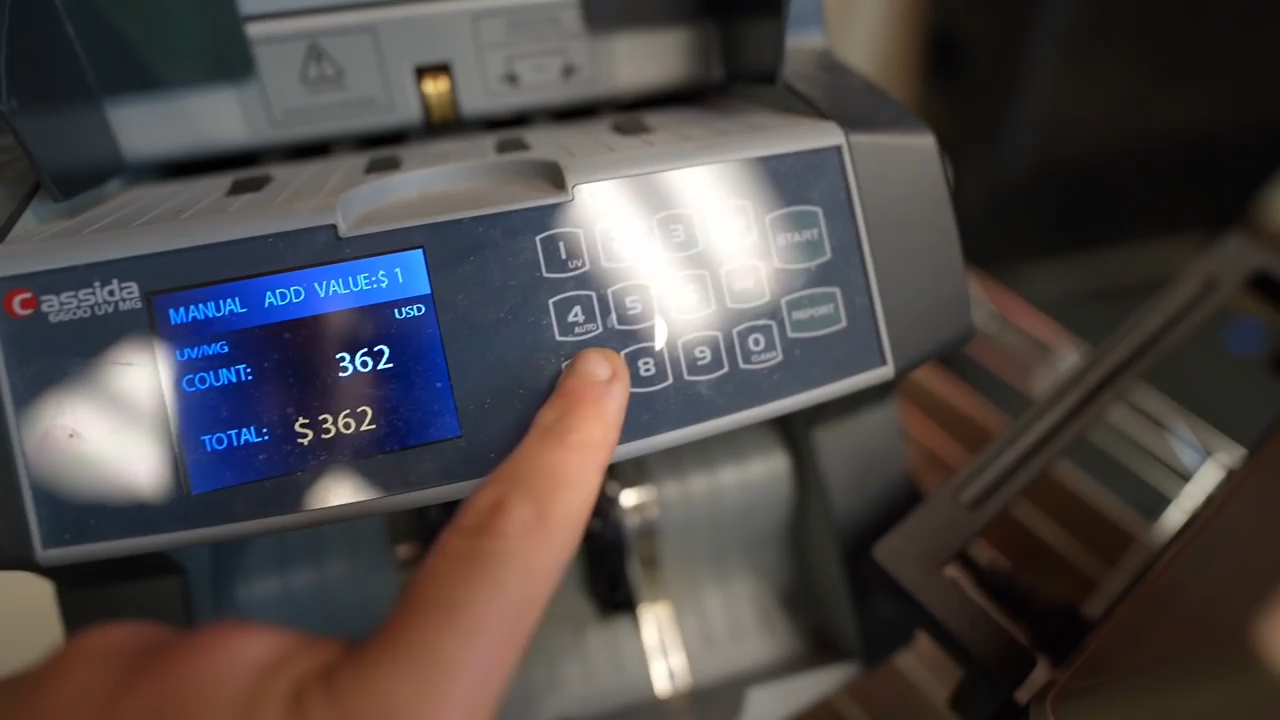 Cassida
6600 UV MG
MANUAL ADD VALUE:$ 1
USD
UV/MG
COUNT: 362
TOTAL: $362
1 3
UV
START
4 5
AUTO
REPORT
8 9 0
CLEAR